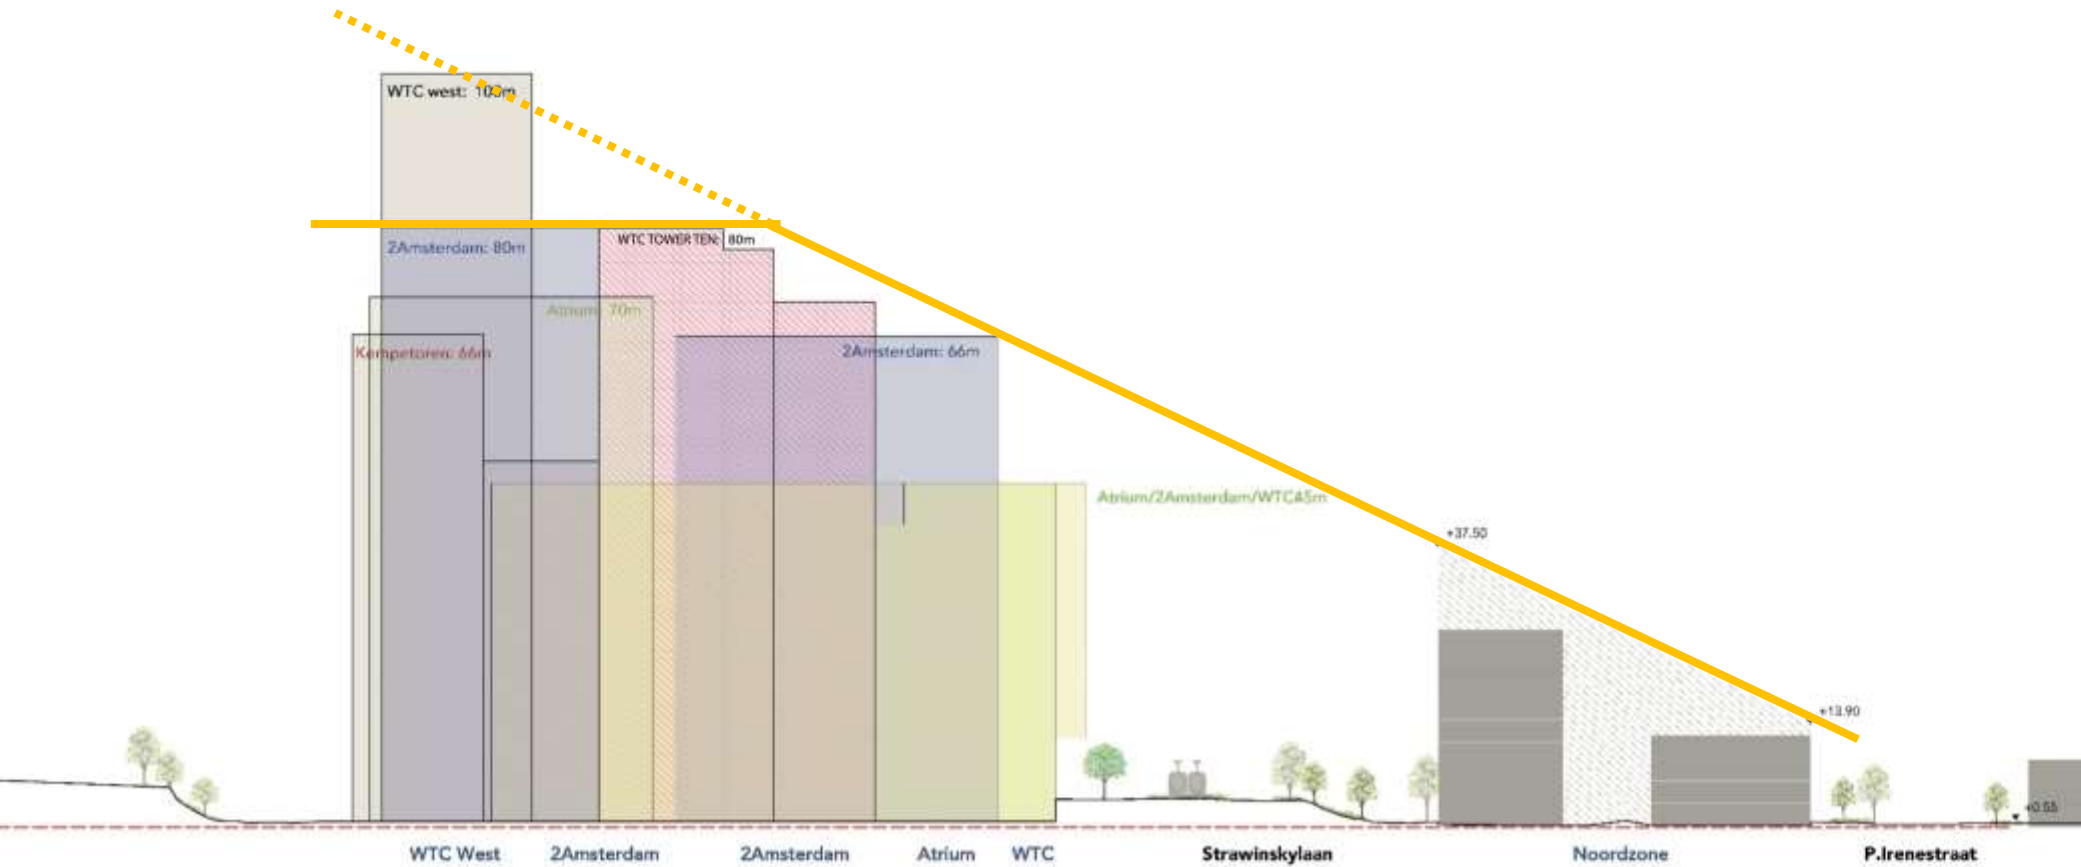 WTC west: 100m
2Amsterdam: 80m
WTC TOWER TEN: 80m
Atrium: 70m
Kempetoren: 66m
2Amsterdam: 66m
Atrium/2Amsterdam/WTC45m
+37.50
+13.90
+0.55
WTC West 2Amsterdam 2Amsterdam Atrium WTC Strawinskylaan Noordzone P.Irenestraat